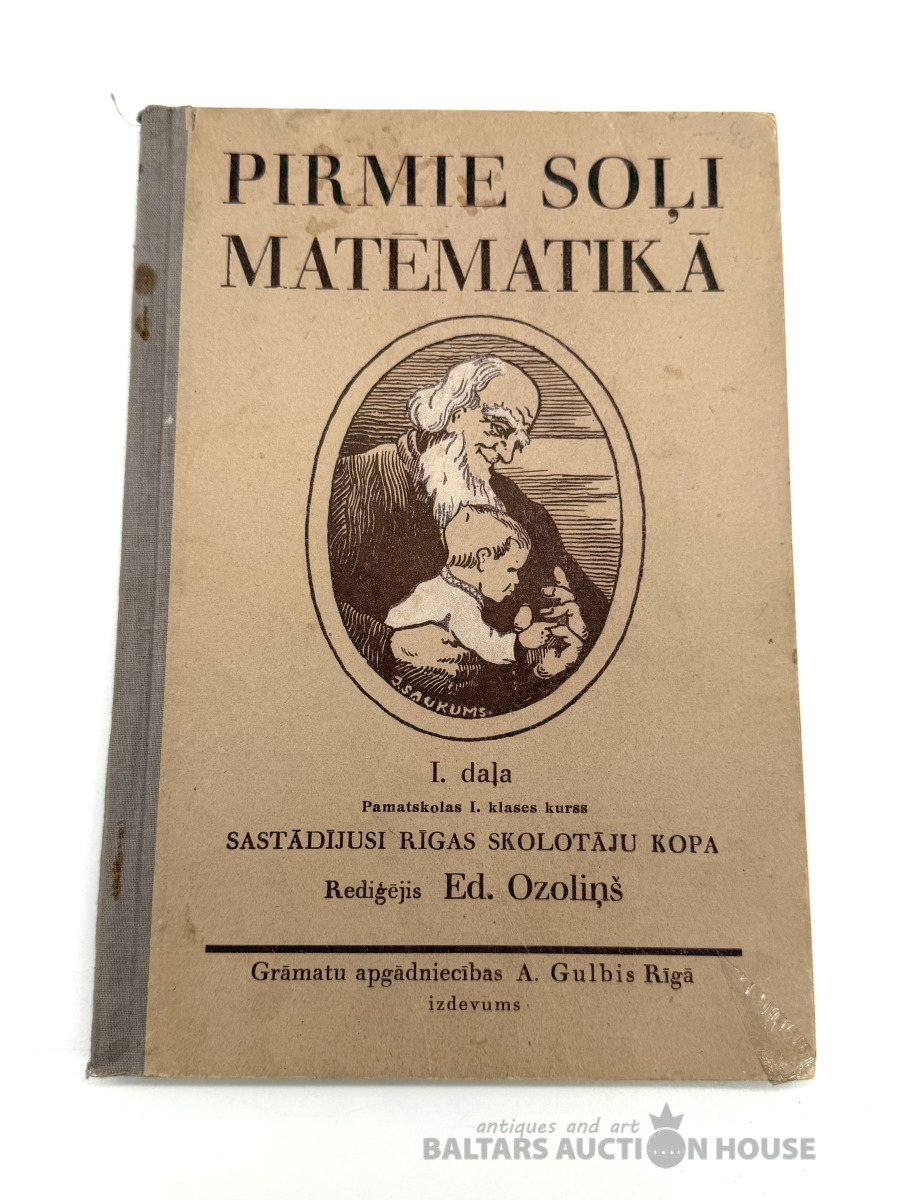 PIRMIE SOĻI
MATĒMATIKĀ
J.SAUKUMS.
I. daļa
Pamatskolas I. klases kurss
SASTĀDĪJUSI RĪGAS SKOLOTĀJU KOPA
Rediģējis Ed. Ozoliņš
Grāmatu apgādniecības A. Gulbis Rīgā
izdevums
antiques and art
BALTARS AUCTION HOUSE